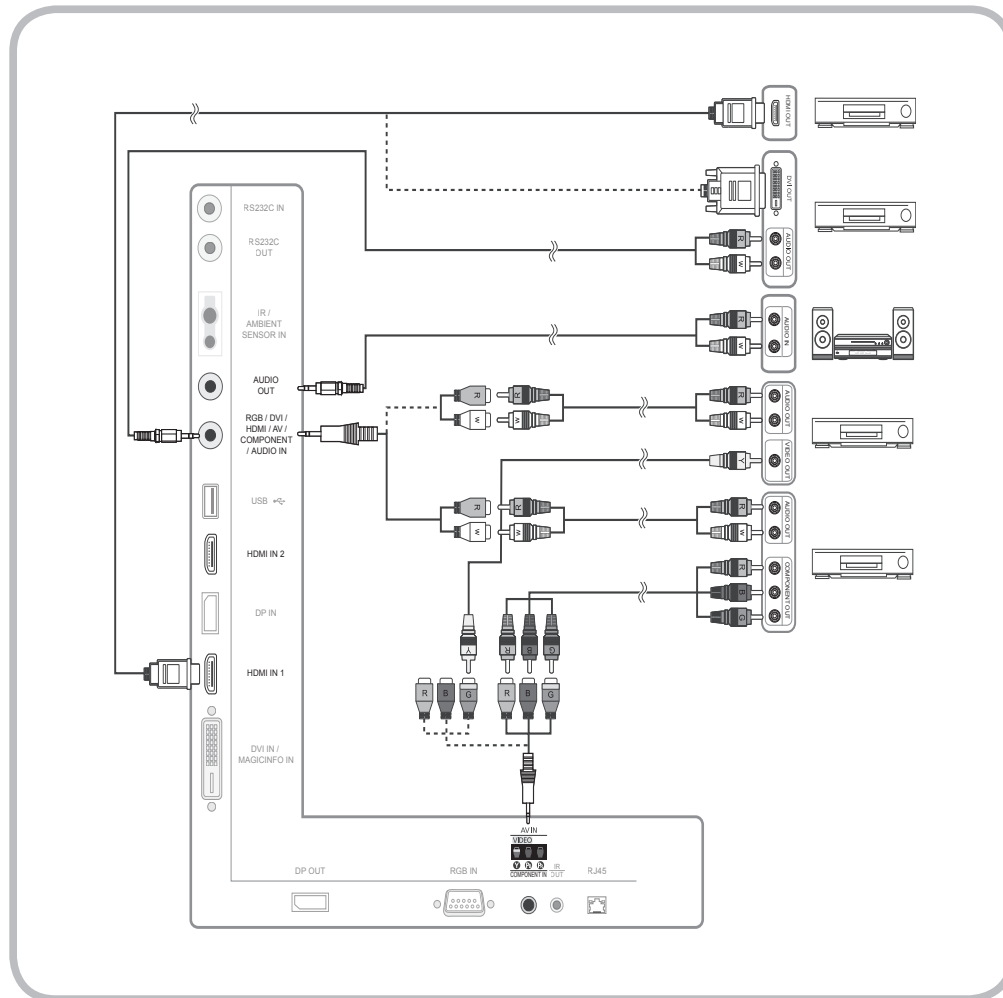 HDMI OUT
DVI OUT
RS232C IN
RS232C
OUT
R
W
AUDIO OUT
IR /
AMBIENT
SENSOR IN
R
W
AUDIO IN
AUDIO
OUT
R
W
R
W
R
W
AUDIO OUT
RGB / DVI /
HDMI / AV /
COMPONENT
/ AUDIO IN
Y
VIDEO OUT
USB
R
W
R
W
R
W
AUDIO OUT
HDMI IN 2
R
B
G
COMPONENT OUT
DP IN
Y
R
B
G
HDMI IN 1
R
B
G
R
B
G
DVI IN /
MAGICINFO IN
AV IN
VIDEO
Y
PB
PR
COMPONENT IN
IR
OUT
DP OUT
RGB IN
RJ45